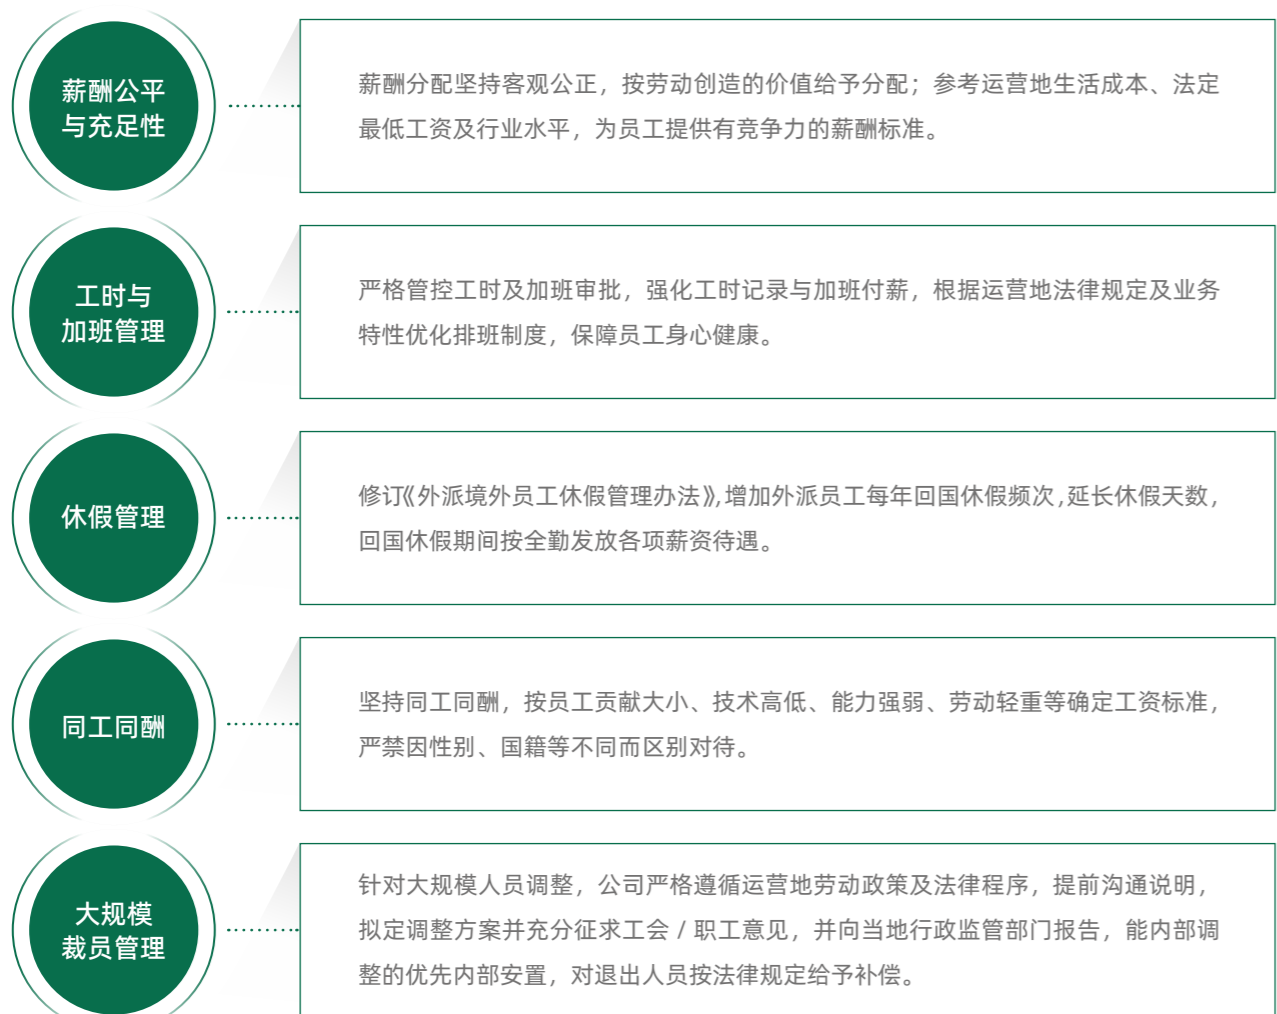 薪酬公平
与充足性
薪酬分配坚持客观公正，按劳动创造的价值给予分配；参考运营地生活成本、法定
最低工资及行业水平，为员工提供有竞争力的薪酬标准。
工时与
加班管理
严格管控工时及加班审批，强化工时记录与加班付薪，根据运营地法律规定及业务
特性优化排班制度，保障员工身心健康。
休假管理
修订《外派境外员工休假管理办法》，增加外派员工每年回国休假频次，延长休假天数，
回国休假期间按全勤发放各项薪资待遇。
同工同酬
坚持同工同酬，按员工贡献大小、技术高低、能力强弱、劳动轻重等确定工资标准，
严禁因性别、国籍等不同而区别对待。
大规模
裁员管理
针对大规模人员调整，公司严格遵循运营地劳动政策及法律程序，提前沟通说明，
拟定调整方案并充分征求工会 / 职工意见，并向当地行政监管部门报告，能内部调
整的优先内部安置，对退出人员按法律规定给予补偿。